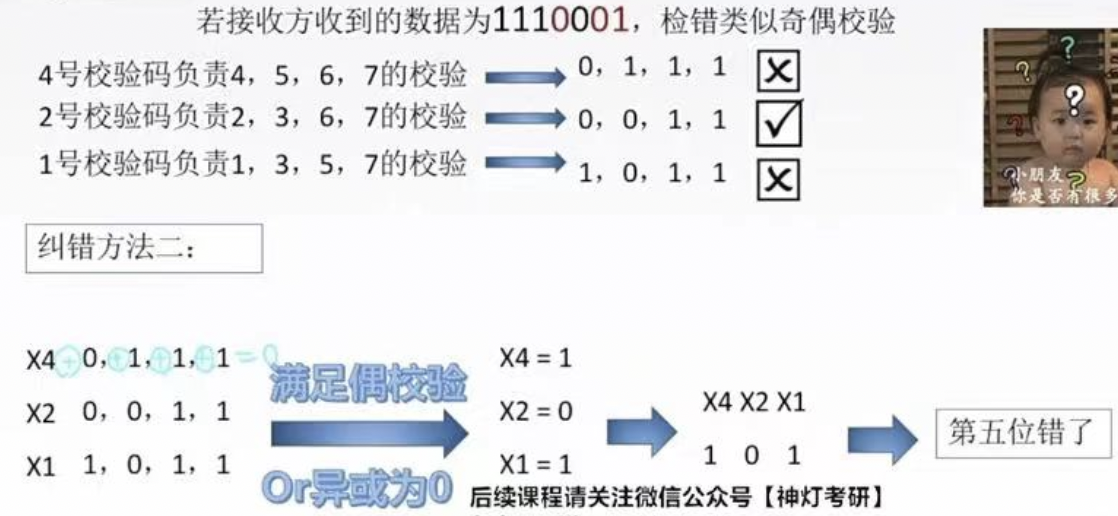 若接收方收到的数据为1110001，检错类似奇偶校验
4号校验码负责4，5，6，7的校验 0，1，1，1
2号校验码负责2，3，6，7的校验 0，0，1，1
1号校验码负责1，3，5，7的校验 1，0，1，1
?
?
?
?
?
?
小朋友
你是否有很多
纠错方法二：
X4 + 0，+ 1，+ 1，+ 1 = 0
X2 0，0，1，1
X1 1，0，1，1
满足偶校验
Or异或为0
X4 = 1
X2 = 0
X1 = 1
X4 X2 X1
1 0 1
第五位错了
后续课程请关注微信公众号【神灯考研】